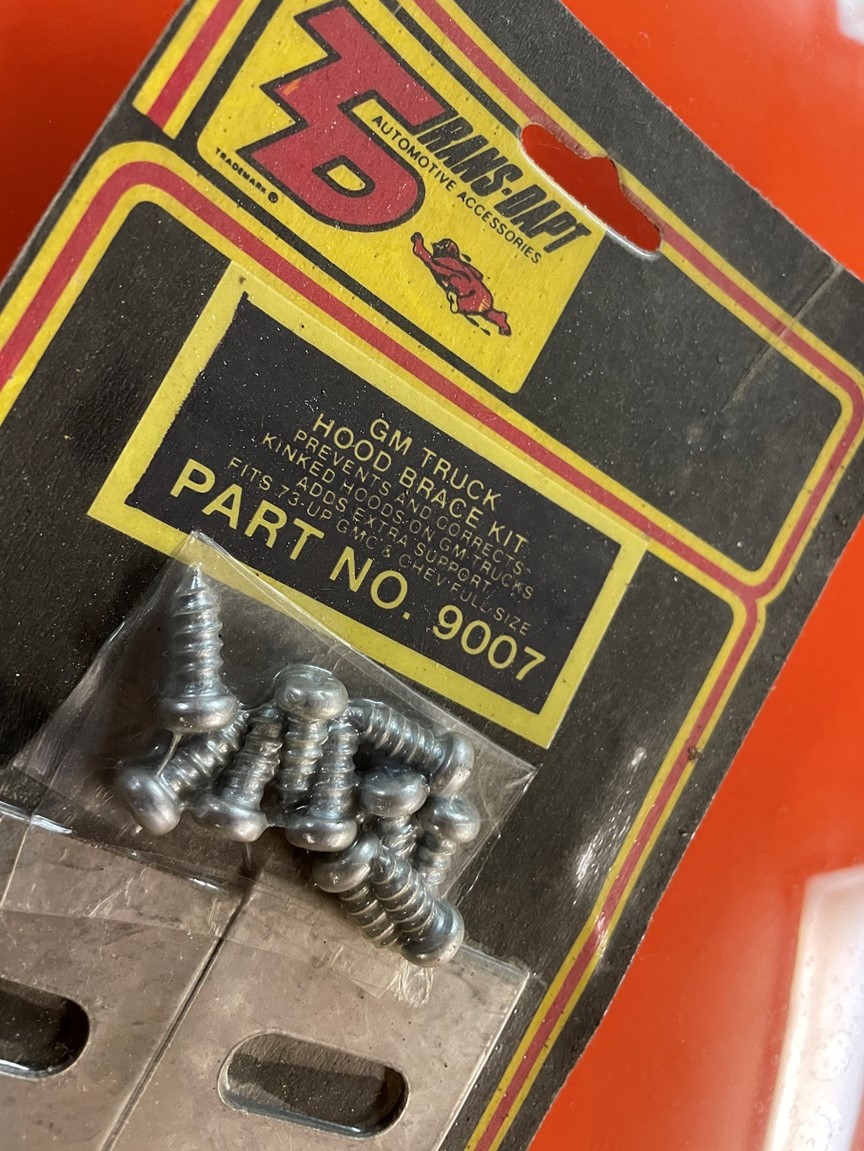 TD
TRANS-DAPT
AUTOMOTIVE ACCESSORIES
TRADEMARK ®
GM TRUCK
HOOD BRACE KIT
PREVENTS AND CORRECTS
KINKED HOODS ON GM TRUCKS
ADDS EXTRA SUPPORT
FITS 73-UP GMC & CHEV FULL SIZE
PART NO. 9007